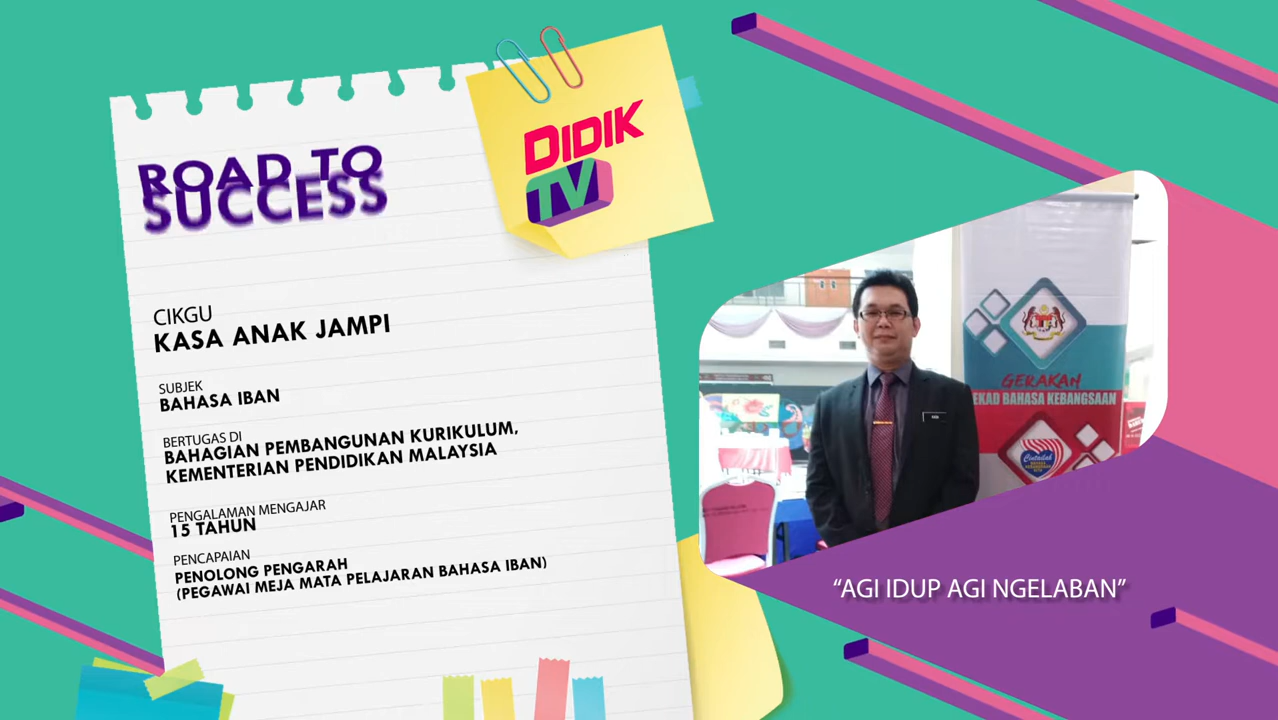 ROAD TO
SUCCESS
DIDIK
TV
CIKGU
KASA ANAK JAMPI
SUBJEK
BAHASA IBAN
BERTUGAS DI
BAHAGIAN PEMBANGUNAN KURIKULUM,
KEMENTERIAN PENDIDIKAN MALAYSIA
PENGALAMAN MENGAJAR
15 TAHUN
PENCAPAIAN
PENOLONG PENGARAH
(PEGAWAI MEJA MATA PELAJARAN BAHASA IBAN)
GERAKAN
EKAD BAHASA KEBANGSAAN
Cintailah
“AGI IDUP AGI NGELABAN”